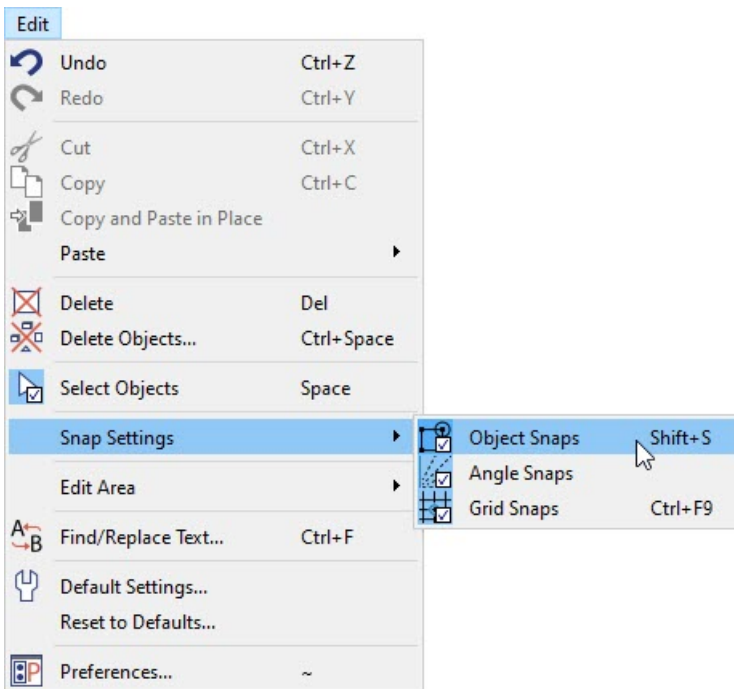 Edit
Undo Ctrl+Z
Redo Ctrl+Y
Cut Ctrl+X
Copy Ctrl+C
Copy and Paste in Place
Paste
Delete Del
Delete Objects... Ctrl+Space
Select Objects Space
Snap Settings
Object Snaps Shift+S
Angle Snaps
Grid Snaps Ctrl+F9
Edit Area
A B Find/Replace Text... Ctrl+F
Default Settings...
Reset to Defaults...
P Preferences... ~